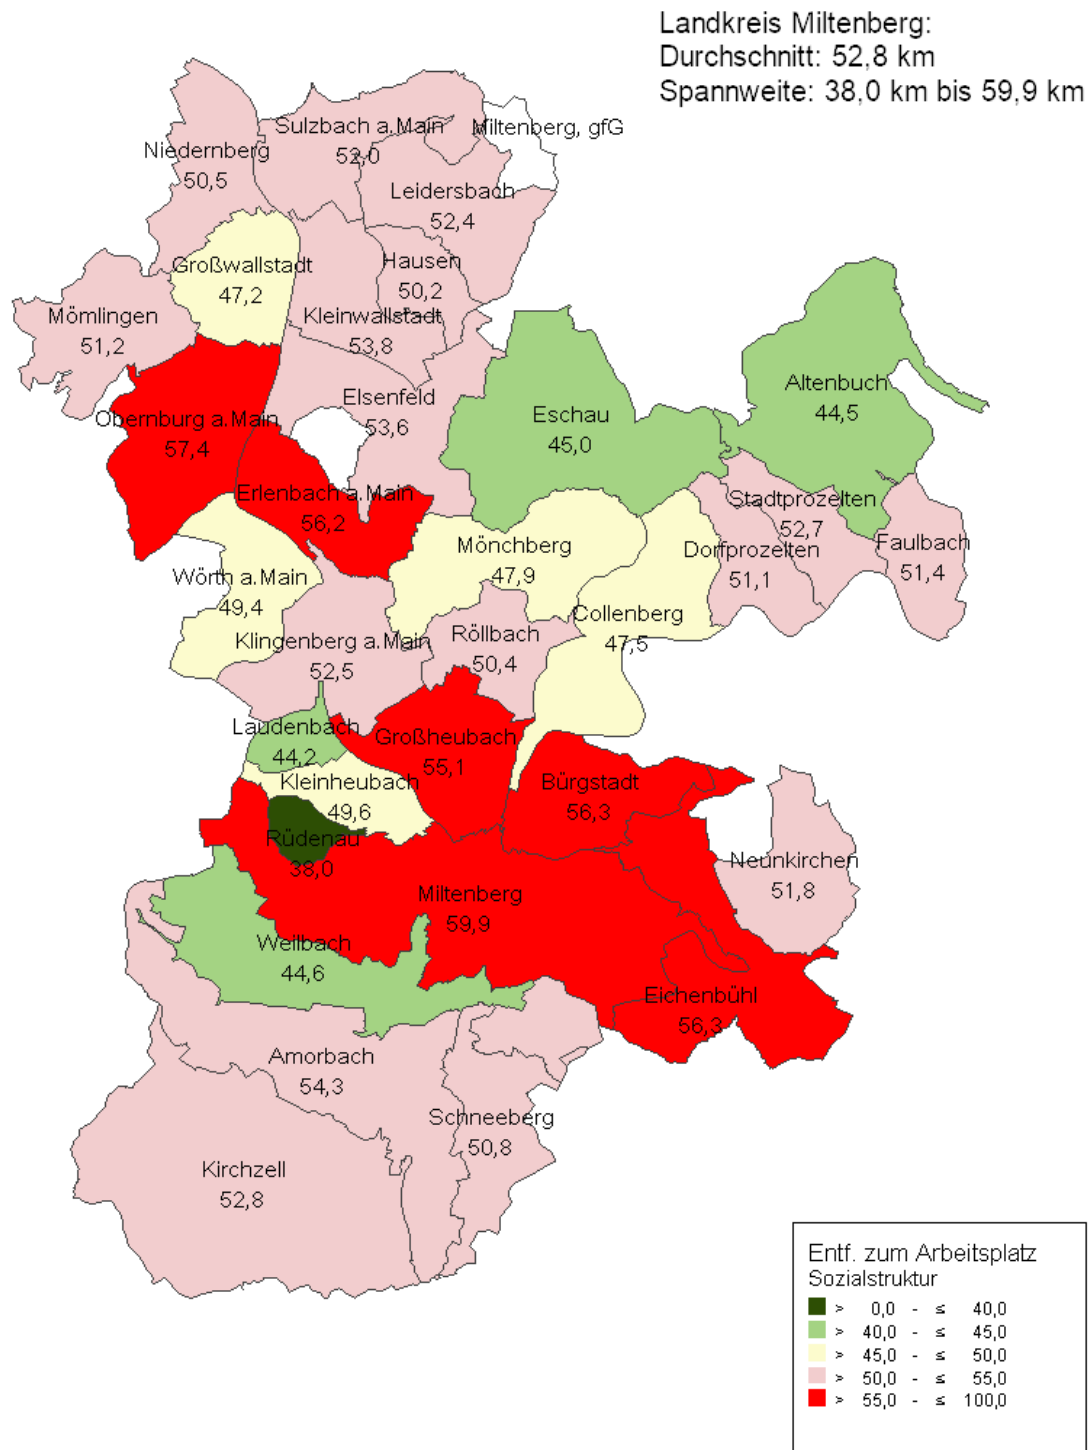 Landkreis Miltenberg:
Durchschnitt: 52,8 km
Spannweite: 38,0 km bis 59,9 km
Sulzbach a.Main
52,0
Miltenberg, gfG
Niedernberg
50,5
Leidersbach
52,4
Großwallstadt
47,2
Hausen
50,2
Mömlingen
51,2
Kleinwallstadt
53,8
Elsenfeld
53,6
Altenbuch
44,5
Eschau
45,0
Obernburg a.Main
57,4
Erlenbach a.Main
56,2
Stadtprozelten
52,7
Mönchberg
47,9
Dorfprozelten
51,1
Faulbach
51,4
Wörth a.Main
49,4
Collenberg
47,5
Klingenberg a.Main
52,5
Röllbach
50,4
Laudenbach
44,2
Großheubach
55,1
Kleinheubach
49,6
Bürgstadt
56,3
Rüdenau
38,0
Neunkirchen
51,8
Miltenberg
59,9
Weilbach
44,6
Eichenbühl
56,3
Amorbach
54,3
Schneeberg
50,8
Kirchzell
52,8
Entf. zum Arbeitsplatz
Sozialstruktur
> 0,0 - ≤ 40,0
> 40,0 - ≤ 45,0
> 45,0 - ≤ 50,0
> 50,0 - ≤ 55,0
> 55,0 - ≤ 100,0